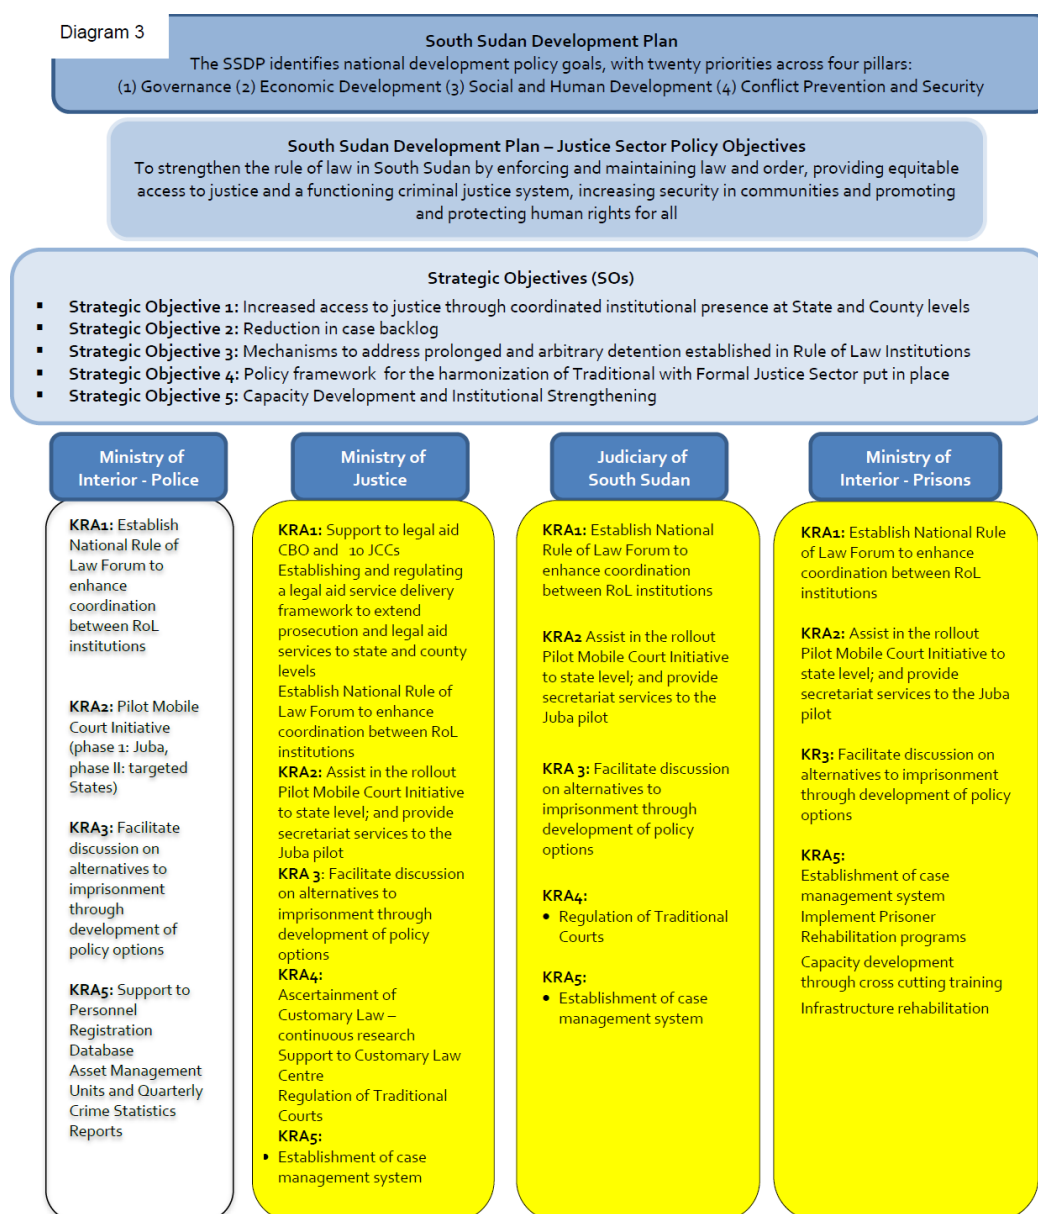 Diagram 3
South Sudan Development Plan
The SSDP identifies national development policy goals, with twenty priorities across four pillars:
(1) Governance (2) Economic Development (3) Social and Human Development (4) Conflict Prevention and Security
South Sudan Development Plan – Justice Sector Policy Objectives
To strengthen the rule of law in South Sudan by enforcing and maintaining law and order, providing equitable
access to justice and a functioning criminal justice system, increasing security in communities and promoting
and protecting human rights for all
Strategic Objectives (SOs)
▪ Strategic Objective 1: Increased access to justice through coordinated institutional presence at State and County levels
▪ Strategic Objective 2: Reduction in case backlog
▪ Strategic Objective 3: Mechanisms to address prolonged and arbitrary detention established in Rule of Law Institutions
▪ Strategic Objective 4: Policy framework for the harmonization of Traditional with Formal Justice Sector put in place
▪ Strategic Objective 5: Capacity Development and Institutional Strengthening
Ministry of
Interior - Police
KRA1: Establish
National Rule of
Law Forum to
enhance
coordination
between RoL
institutions
KRA2: Pilot Mobile
Court Initiative
(phase 1: Juba,
phase II: targeted
States)
KRA3: Facilitate
discussion on
alternatives to
imprisonment
through
development of
policy options
KRA5: Support to
Personnel
Registration
Database
Asset Management
Units and Quarterly
Crime Statistics
Reports
Ministry of
Justice
KRA1: Support to legal aid
CBO and 10 JCCs
Establishing and regulating
a legal aid service delivery
framework to extend
prosecution and legal aid
services to state and county
levels
Establish National Rule of
Law Forum to enhance
coordination between RoL
institutions
KRA2: Assist in the rollout
Pilot Mobile Court Initiative
to state level; and provide
secretariat services to the
Juba pilot
KRA 3: Facilitate discussion
on alternatives to
imprisonment through
development of policy
options
KRA4:
Ascertainment of
Customary Law –
continuous research
Support to Customary Law
Centre
Regulation of Traditional
Courts
KRA5:
• Establishment of case
management system
Judiciary of
South Sudan
KRA1: Establish National
Rule of Law Forum to
enhance coordination
between RoL institutions
KRA2 Assist in the rollout
Pilot Mobile Court Initiative
to state level; and provide
secretariat services to the
Juba pilot
KRA 3: Facilitate discussion
on alternatives to
imprisonment through
development of policy
options
KRA4:
• Regulation of Traditional
Courts
KRA5:
• Establishment of case
management system
Ministry of
Interior - Prisons
KRA1: Establish National Rule
of Law Forum to enhance
coordination between RoL
institutions
KRA2: Assist in the rollout
Pilot Mobile Court Initiative to
state level; and provide
secretariat services to the Juba
pilot
KR3: Facilitate discussion on
alternatives to imprisonment
through development of policy
options
KRA5:
Establishment of case
management system
Implement Prisoner
Rehabilitation programs
Capacity development
through cross cutting training
Infrastructure rehabilitation